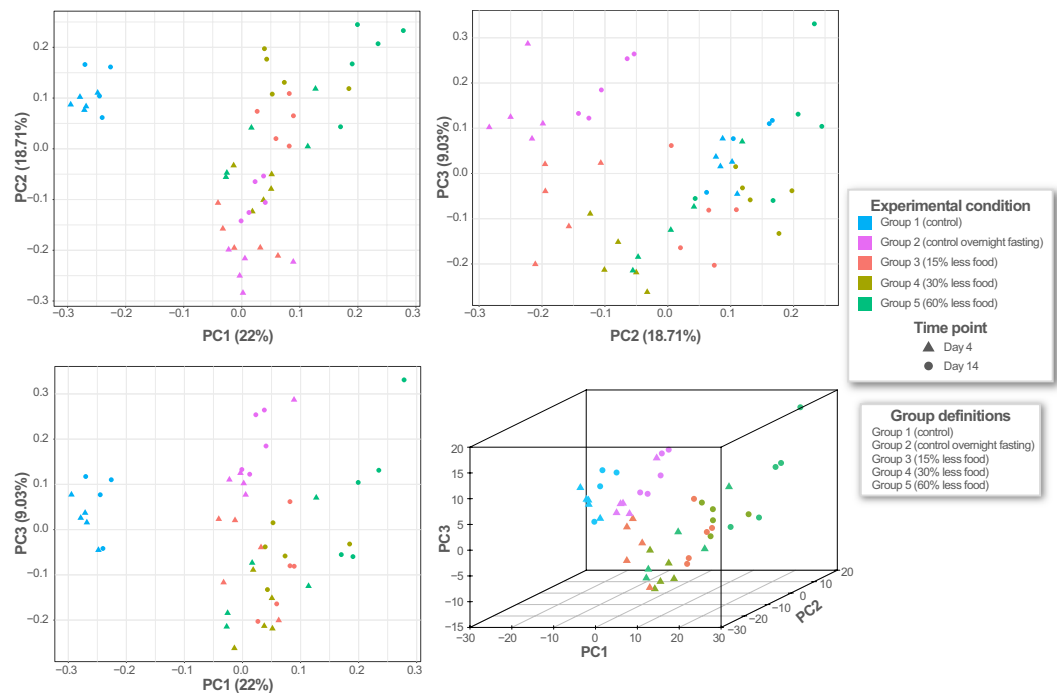 0.2
0.1
0.0
−0.1
−0.2
−0.3
PC2 (18.71%)
−0.3
−0.2
−0.1
0.0
0.1
0.2
0.3
PC1 (22%)
0.3
0.2
0.1
0.0
−0.1
−0.2
PC3 (9.03%)
−0.3
−0.2
−0.1
0.0
0.1
0.2
PC2 (18.71%)
Experimental condition
Group 1 (control)
Group 2 (control overnight fasting)
Group 3 (15% less food)
Group 4 (30% less food)
Group 5 (60% less food)
Time point
Day 4
Day 14
0.3
0.2
0.1
0.0
−0.1
−0.2
PC3 (9.03%)
−0.3
−0.2
−0.1
0.0
0.1
0.2
0.3
PC1 (22%)
20
15
10
5
0
−5
−10
−15
PC3
−30
−20
−10
0
10
20
30
PC1
−30
−20
−10
0
10
20
PC2
Group definitions
Group 1 (control)
Group 2 (control overnight fasting)
Group 3 (15% less food)
Group 4 (30% less food)
Group 5 (60% less food)